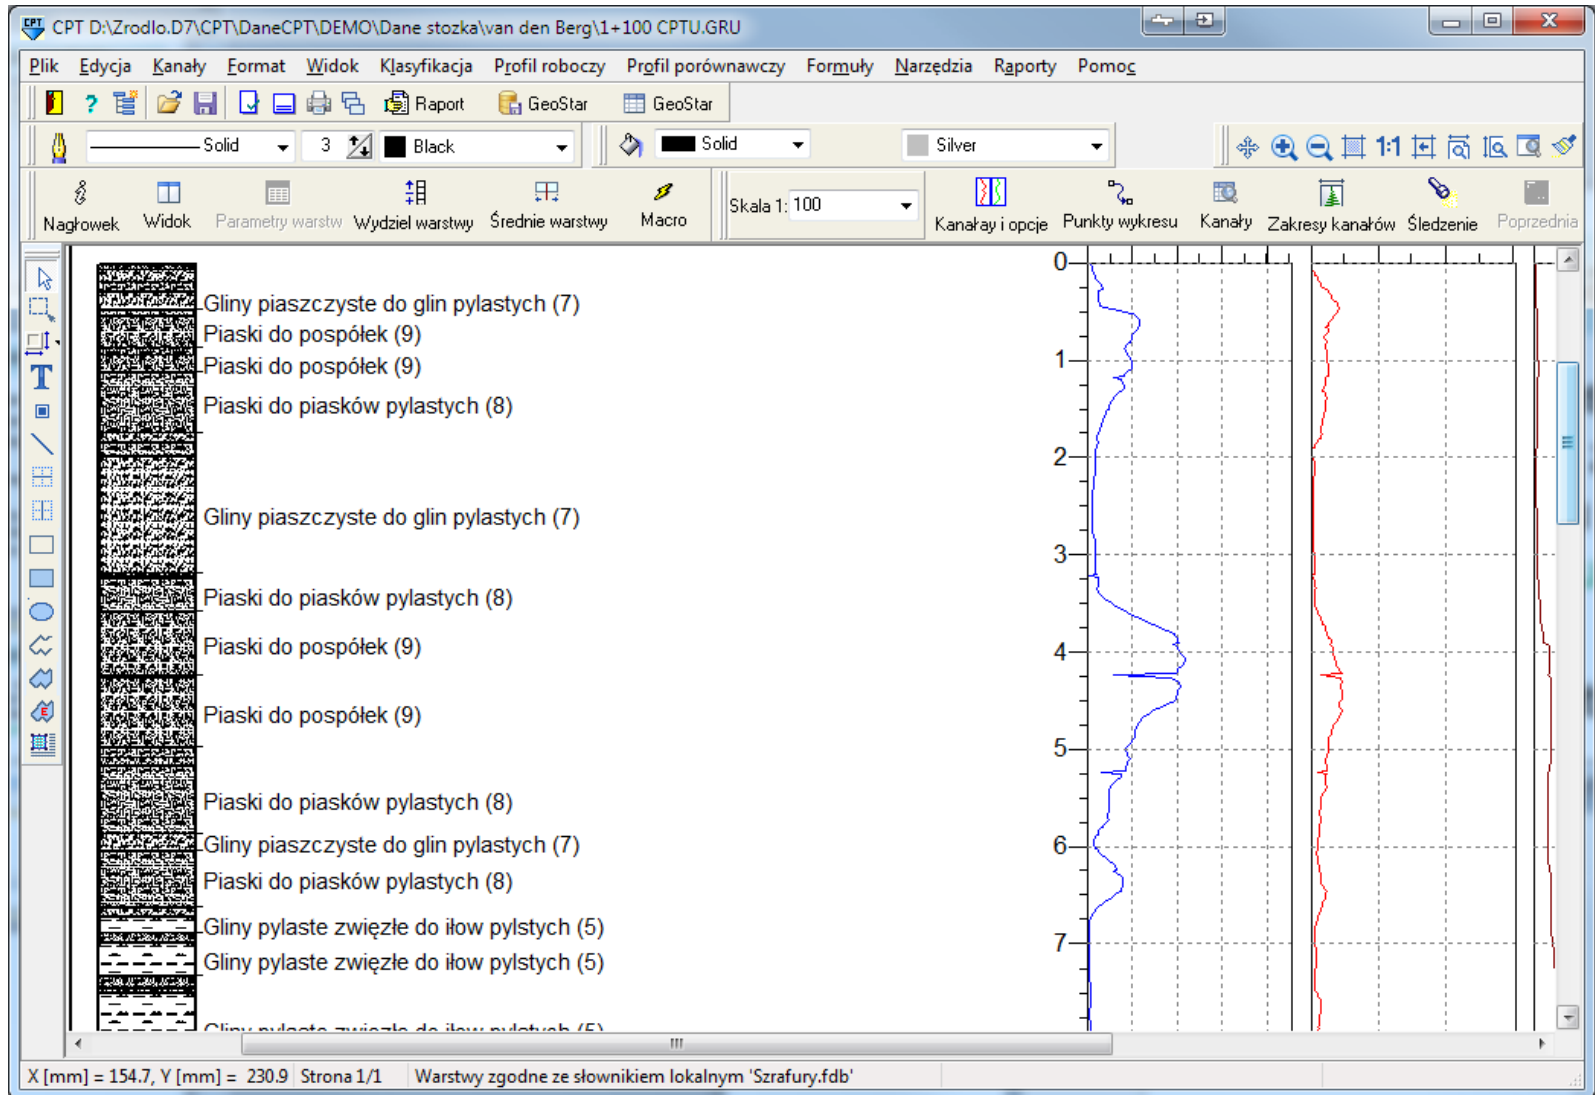 CPT D:\Zrodlo.D7\CPT\DaneCPT\DEMO\Dane stozka\van den Berg\1+100 CPTU.GRU
Plik Edycja Kanały Format Widok Klasyfikacja Profil roboczy Profil porównawczy Formuły Narzędzia Raporty Pomoc
Raport GeoStar GeoStar
Solid 3 Black Solid Silver 1:1
Nagłowek Widok Parametry warstw Wydziel warstwy Średnie warstwy Macro Skala 1: 100 Kanałay i opcje Punkty wykresu Kanały Zakresy kanałów Śledzenie Poprzednia
0
Gliny piaszczyste do glin pylastych (7)
Piaski do pospółek (9)
1
Piaski do pospółek (9)
Piaski do piasków pylastych (8)
2
Gliny piaszczyste do glin pylastych (7)
3
Piaski do piasków pylastych (8)
Piaski do pospółek (9)
4
Piaski do pospółek (9)
5
Piaski do piasków pylastych (8)
Gliny piaszczyste do glin pylastych (7)
6
Piaski do piasków pylastych (8)
Gliny pylaste zwięzłe do iłow pylstych (5)
7
Gliny pylaste zwięzłe do iłow pylstych (5)
Gliny pylaste zwięzłe do iłow pylstych (5)
X [mm] = 154.7, Y [mm] = 230.9 Strona 1/1 Warstwy zgodne ze słownikiem lokalnym 'Szrafury.fdb'